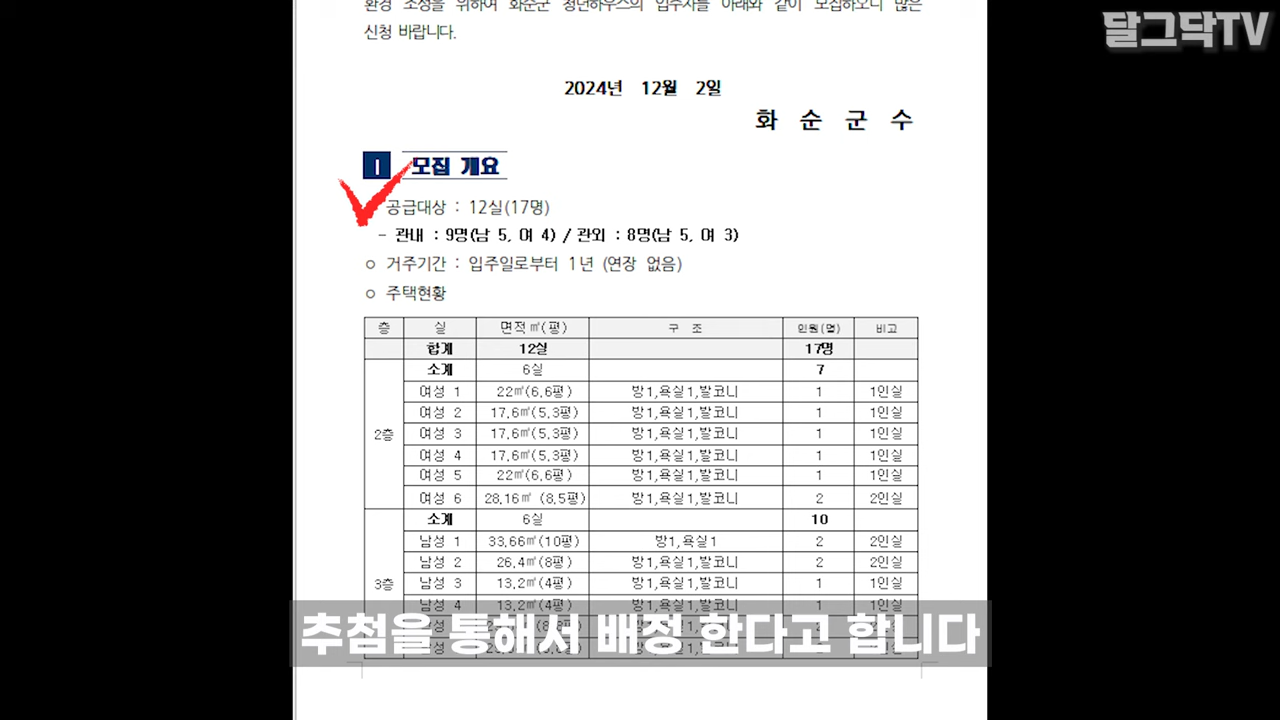 달그닥TV
환경 조성을 위하여 화순군 청년하우스의 입주자를 아래와 같이 모집하오니 많은
신청 바랍니다.
2024년 12월 2일
화 순 군 수
Ⅰ 모집 개요
공급대상 : 12실(17명)
- 관내 : 9명(남 5, 여 4) / 관외 : 8명(남 5, 여 3)
○ 거주기간 : 입주일로부터 1년 (연장 없음)
○ 주택현황
층 실 면적㎡(평) 구 조 인원(명) 비고
합계 12실 17명
2층 소계 6실 7
여성 1 22㎡(6.6평) 방1,욕실1,발코니 1 1인실
여성 2 17.6㎡(5.3평) 방1,욕실1,발코니 1 1인실
여성 3 17.6㎡(5.3평) 방1,욕실1,발코니 1 1인실
여성 4 17.6㎡(5.3평) 방1,욕실1,발코니 1 1인실
여성 5 22㎡(6.6평) 방1,욕실1,발코니 1 1인실
여성 6 28.16㎡ (8.5평) 방1,욕실1,발코니 2 2인실
3층 소계 6실 10
남성 1 33.66㎡(10평) 방1,욕실1 2 2인실
남성 2 26.4㎡(8평) 방1,욕실1,발코니 2 2인실
남성 3 13.2㎡(4평) 방1,욕실1,발코니 1 1인실
남성 4 13.2㎡(4평) 방1,욕실1,발코니 1 1인실
추첨을 통해서 배정 한다고 합니다